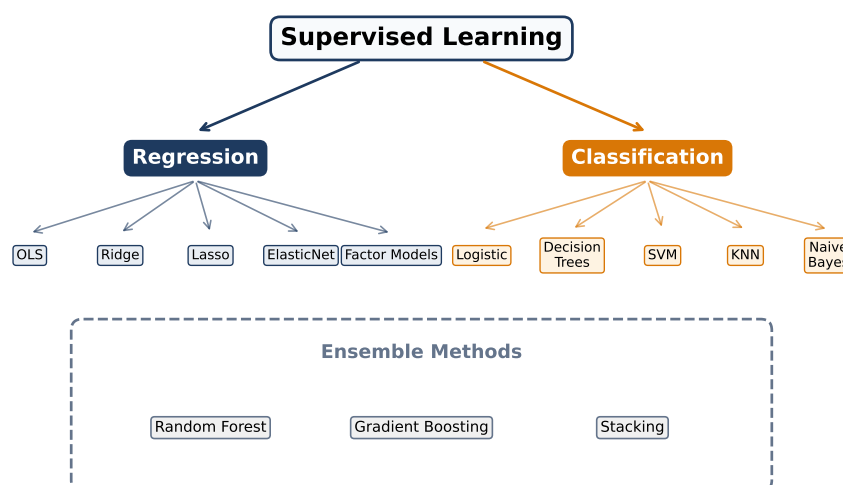 Supervised Learning
Regression
Classification
OLS
Ridge
Lasso
ElasticNet
Factor Models
Logistic
Decision
Trees
SVM
KNN
Naive
Bayes
Ensemble Methods
Random Forest
Gradient Boosting
Stacking